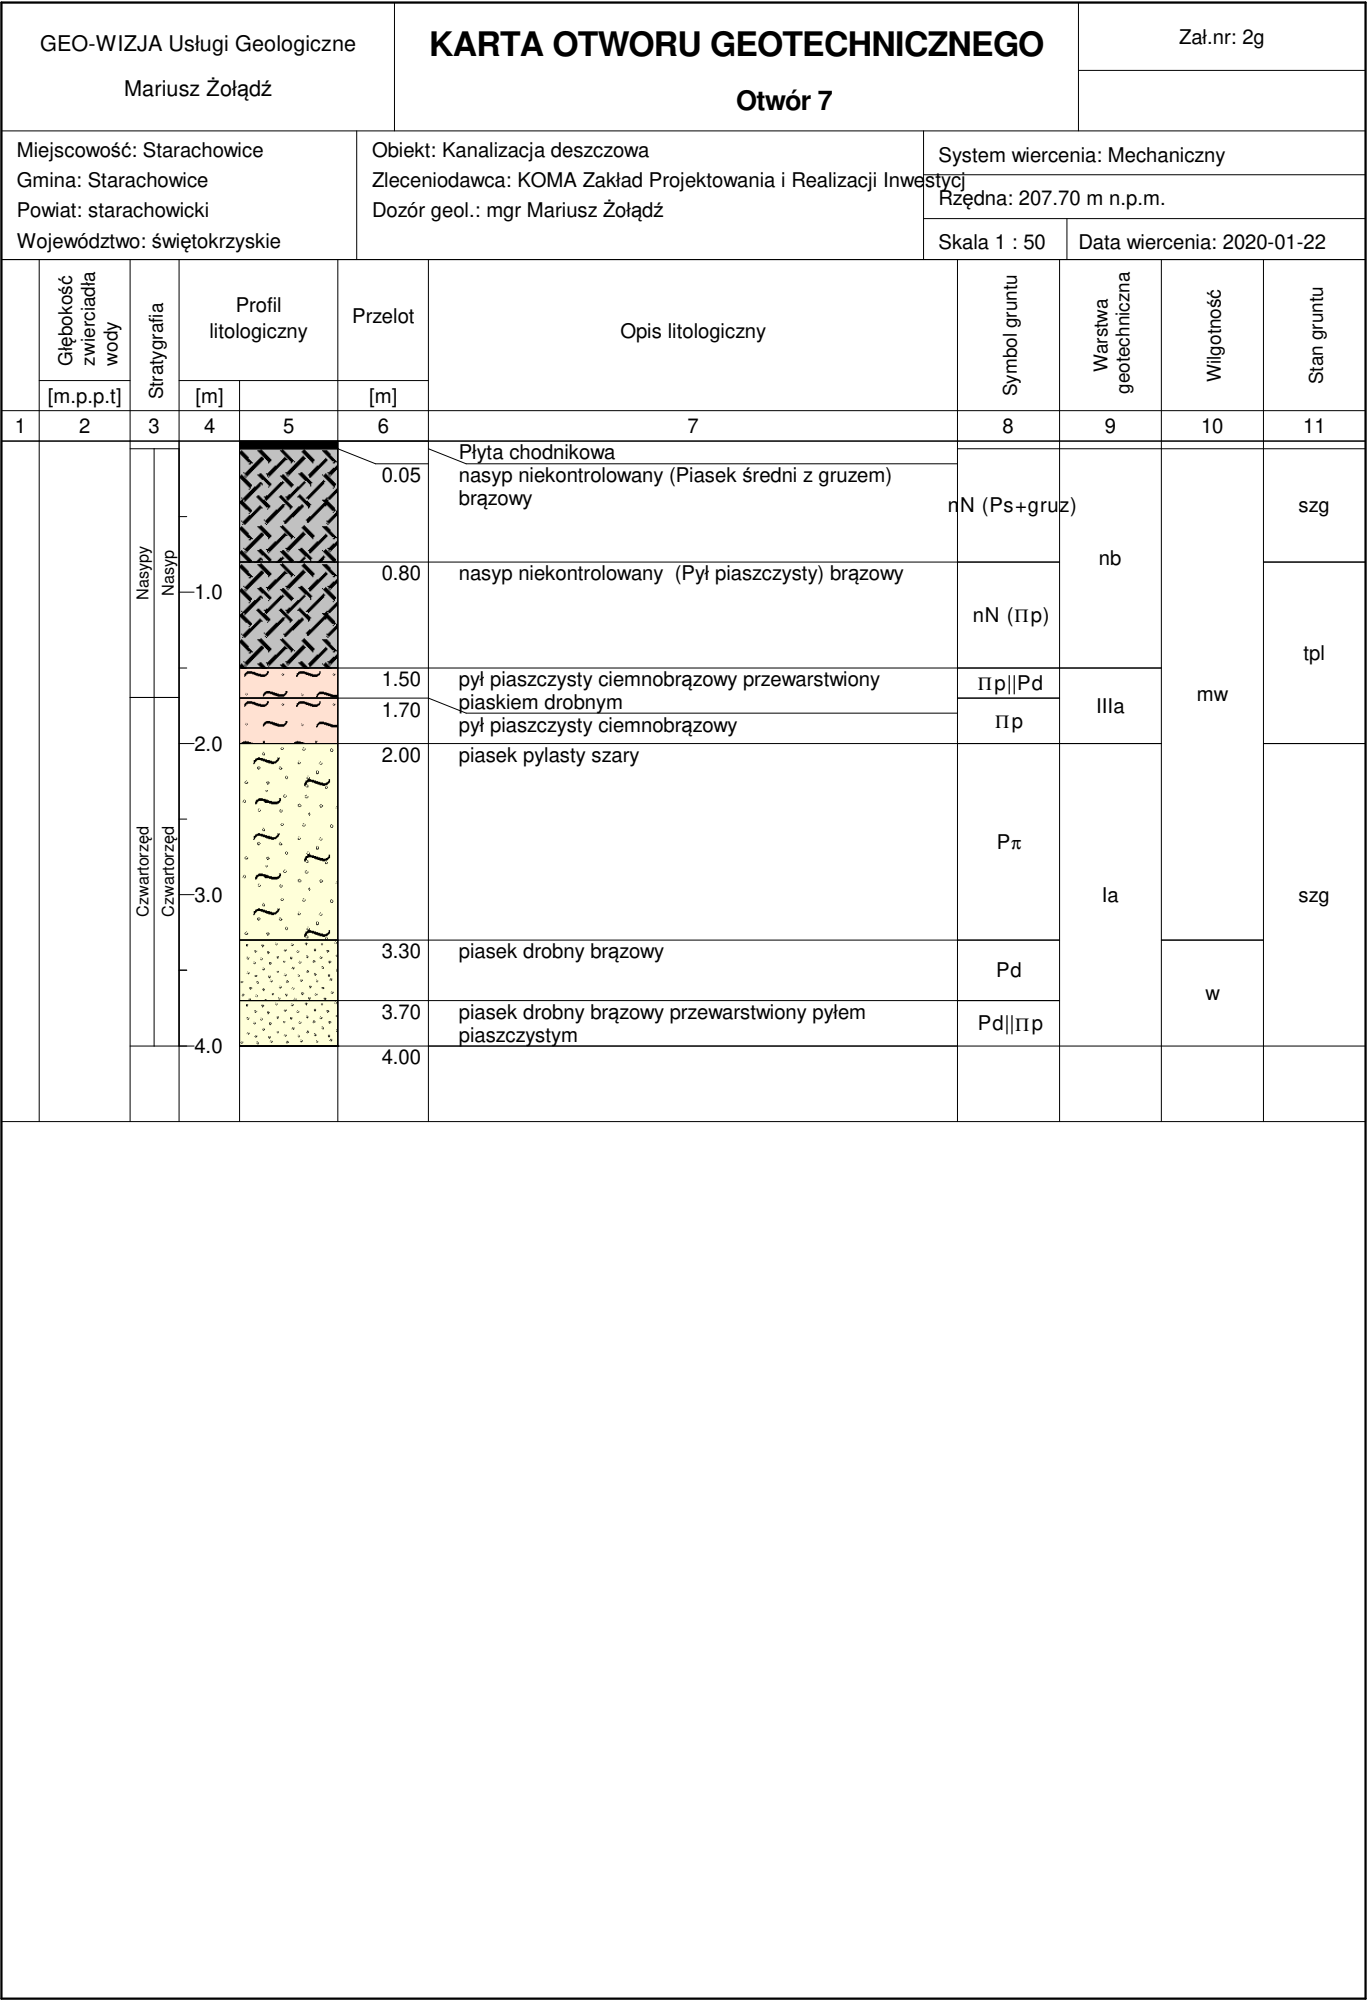 GEO-WIZJA Usługi Geologiczne
Mariusz Żołądź
KARTA OTWORU GEOTECHNICZNEGO
Otwór 7
Zał.nr: 2g
Miejscowość: Starachowice
Gmina: Starachowice
Powiat: starachowicki
Województwo: świętokrzyskie
Obiekt: Kanalizacja deszczowa
Zleceniodawca: KOMA Zakład Projektowania i Realizacji Inwestycj
Dozór geol.: mgr Mariusz Żołądź
System wiercenia: Mechaniczny
Rzędna: 207.70 m n.p.m.
Skala 1 : 50
Data wiercenia: 2020-01-22
Głębokość
zwierciadła
wody
[m.p.p.t]
Stratygrafia
Profil
litologiczny
[m]
Przelot
[m]
Opis litologiczny
Symbol gruntu
Warstwa
geotechniczna
Wilgotność
Stan gruntu
1 2 3 4 5 6 7 8 9 10 11
Nasypy
Nasyp
Czwartorzęd
Czwartorzęd
1.0
2.0
3.0
4.0
Płyta chodnikowa
0.05 nasyp niekontrolowany (Piasek średni z gruzem)
brązowy
nN (Ps+gruz)
0.80 nasyp niekontrolowany (Pył piaszczysty) brązowy
nN (Πp)
1.50 pył piaszczysty ciemnobrązowy przewarstwiony
piaskiem drobnym
Πp||Pd
1.70 pył piaszczysty ciemnobrązowy
Πp
2.00 piasek pylasty szary
Pπ
3.30 piasek drobny brązowy
Pd
3.70 piasek drobny brązowy przewarstwiony pyłem
piaszczystym
Pd||Πp
4.00
nb
IIIa
Ia
mw
w
szg
tpl
szg